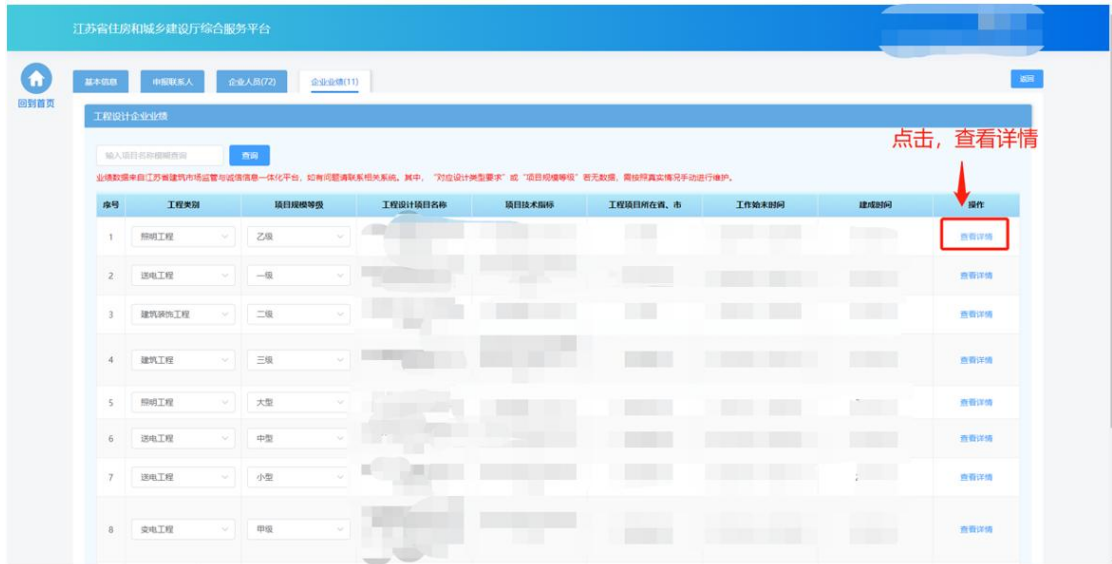 江苏省住房和城乡建设厅综合服务平台
回到首页
基本信息 申报联系人 企业人员(72) 企业业绩(11) 返回
工程设计企业业绩
点击，查看详情
输入项目名称模糊查询 查询
业绩数据来自江苏省建筑市场监管与诚信信息一体化平台，如有问题请联系相关系统。其中，“对应设计类型要求”或“项目规模等级”若无数据，需按照真实情况手动进行维护。
序号 工程类别 项目规模等级 工程设计项目名称 项目技术指标 工程项目所在省、市 工作始末时间 建成时间 操作
1 照明工程 乙级 查看详情
2 送电工程 一级 查看详情
3 建筑装饰工程 二级 查看详情
4 建筑工程 三级 查看详情
5 照明工程 大型 查看详情
6 送电工程 中型 查看详情
7 送电工程 小型 查看详情
8 变电工程 甲级 查看详情